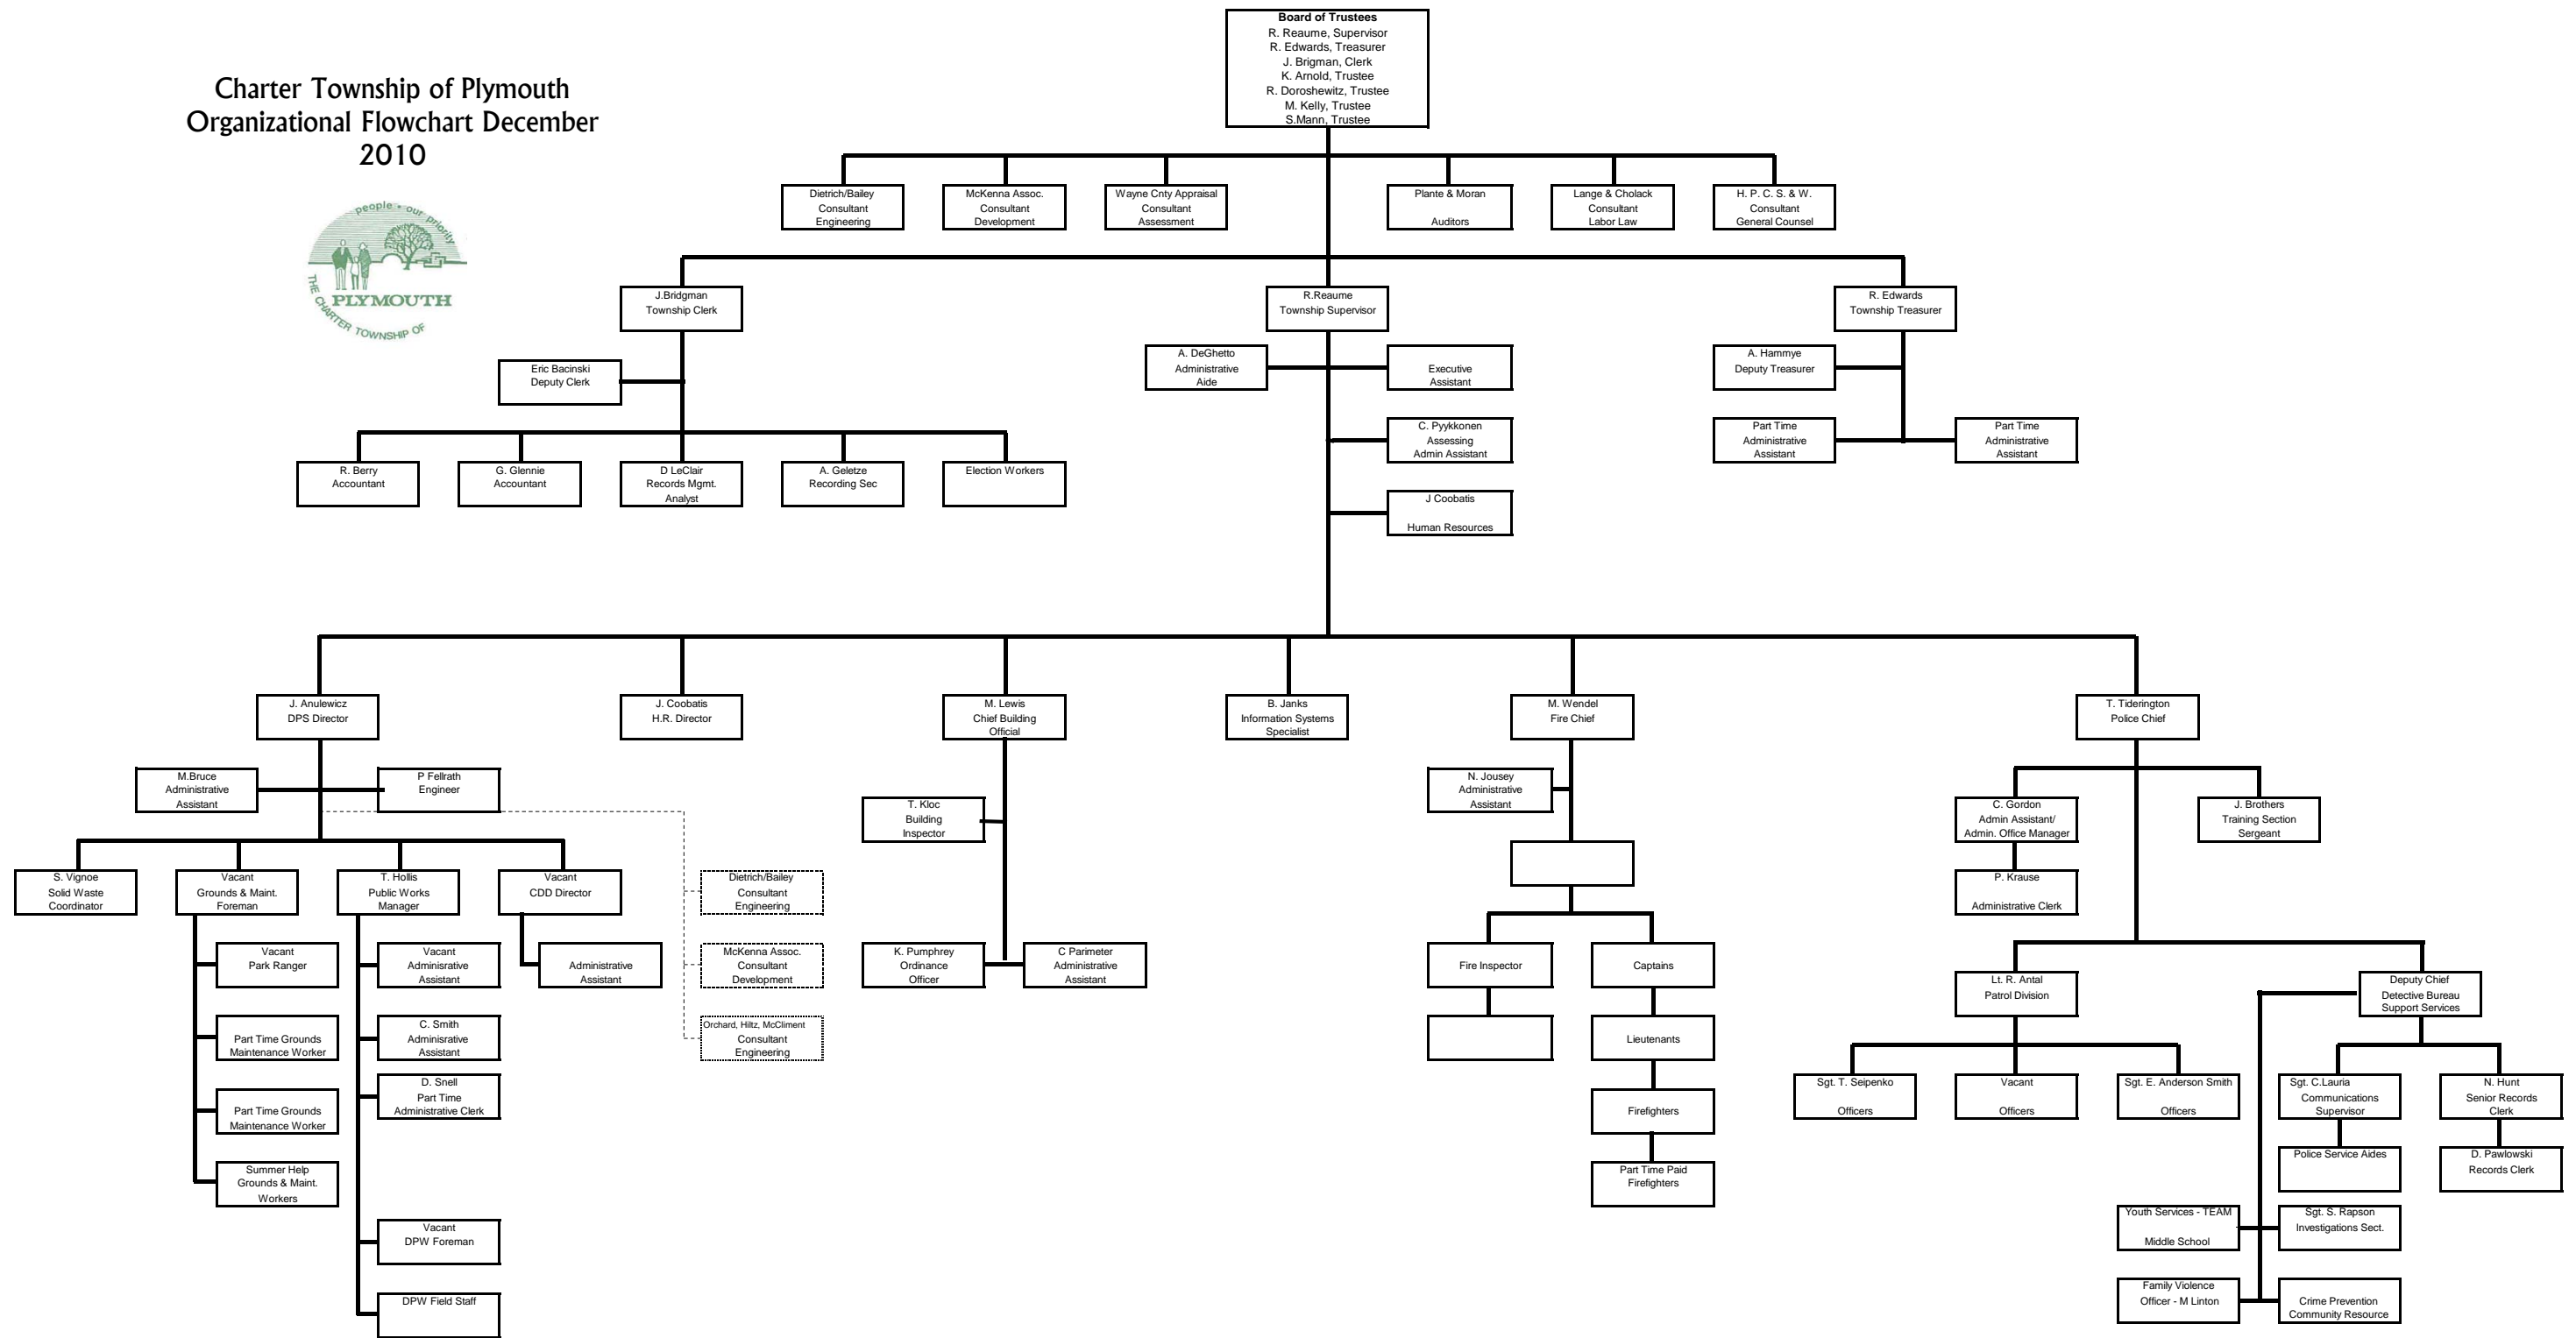 Board of Trustees
R. Reaume, Supervisor
R. Edwards, Treasurer
J. Brigman, Clerk
K. Arnold, Trustee
R. Doroshewitz, Trustee
M. Kelly, Trustee
S.Mann, Trustee
Charter Township of Plymouth
Organizational Flowchart December
2010
people • our priority
PLYMOUTH
THE CHARTER TOWNSHIP OF
Dietrich/Bailey
Consultant
Engineering
McKenna Assoc.
Consultant
Development
Wayne Cnty Appraisal
Consultant
Assessment
Plante & Moran
Auditors
Lange & Cholack
Consultant
Labor Law
H. P. C. S. & W.
Consultant
General Counsel
J.Bridgman
Township Clerk
R.Reaume
Township Supervisor
R. Edwards
Township Treasurer
Eric Bacinski
Deputy Clerk
A. DeGhetto
Administrative
Aide
Executive
Assistant
A. Hammye
Deputy Treasurer
C. Pyykkonen
Assessing
Admin Assistant
Part Time
Administrative
Assistant
Part Time
Administrative
Assistant
R. Berry
Accountant
G. Glennie
Accountant
D LeClair
Records Mgmt.
Analyst
A. Geletze
Recording Sec
Election Workers
J Coobatis
Human Resources
J. Anulewicz
DPS Director
J. Coobatis
H.R. Director
M. Lewis
Chief Building
Official
B. Janks
Information Systems
Specialist
M. Wendel
Fire Chief
T. Tiderington
Police Chief
M.Bruce
Administrative
Assistant
P Fellrath
Engineer
T. Kloc
Building
Inspector
N. Jousey
Administrative
Assistant
C. Gordon
Admin Assistant/
Admin. Office Manager
J. Brothers
Training Section
Sergeant
S. Vignoe
Solid Waste
Coordinator
Vacant
Grounds & Maint.
Foreman
T. Hollis
Public Works
Manager
Vacant
CDD Director
Dietrich/Bailey
Consultant
Engineering
P. Krause
Administrative Clerk
Vacant
Park Ranger
Vacant
Adminisrative
Assistant
Administrative
Assistant
McKenna Assoc.
Consultant
Development
K. Pumphrey
Ordinance
Officer
C Parimeter
Administrative
Assistant
Fire Inspector
Captains
Lt. R. Antal
Patrol Division
Deputy Chief
Detective Bureau
Support Services
Part Time Grounds
Maintenance Worker
C. Smith
Adminisrative
Assistant
Orchard, Hiltz, McCliment
Consultant
Engineering
Lieutenants
D. Snell
Part Time
Administrative Clerk
Sgt. T. Seipenko
Officers
Vacant
Officers
Sgt. E. Anderson Smith
Officers
Sgt. C.Lauria
Communications
Supervisor
N. Hunt
Senior Records
Clerk
Part Time Grounds
Maintenance Worker
Firefighters
Summer Help
Grounds & Maint.
Workers
Part Time Paid
Firefighters
Police Service Aides
D. Pawlowski
Records Clerk
Vacant
DPW Foreman
Youth Services - TEAM
Middle School
Sgt. S. Rapson
Investigations Sect.
DPW Field Staff
Family Violence
Officer - M Linton
Crime Prevention
Community Resource